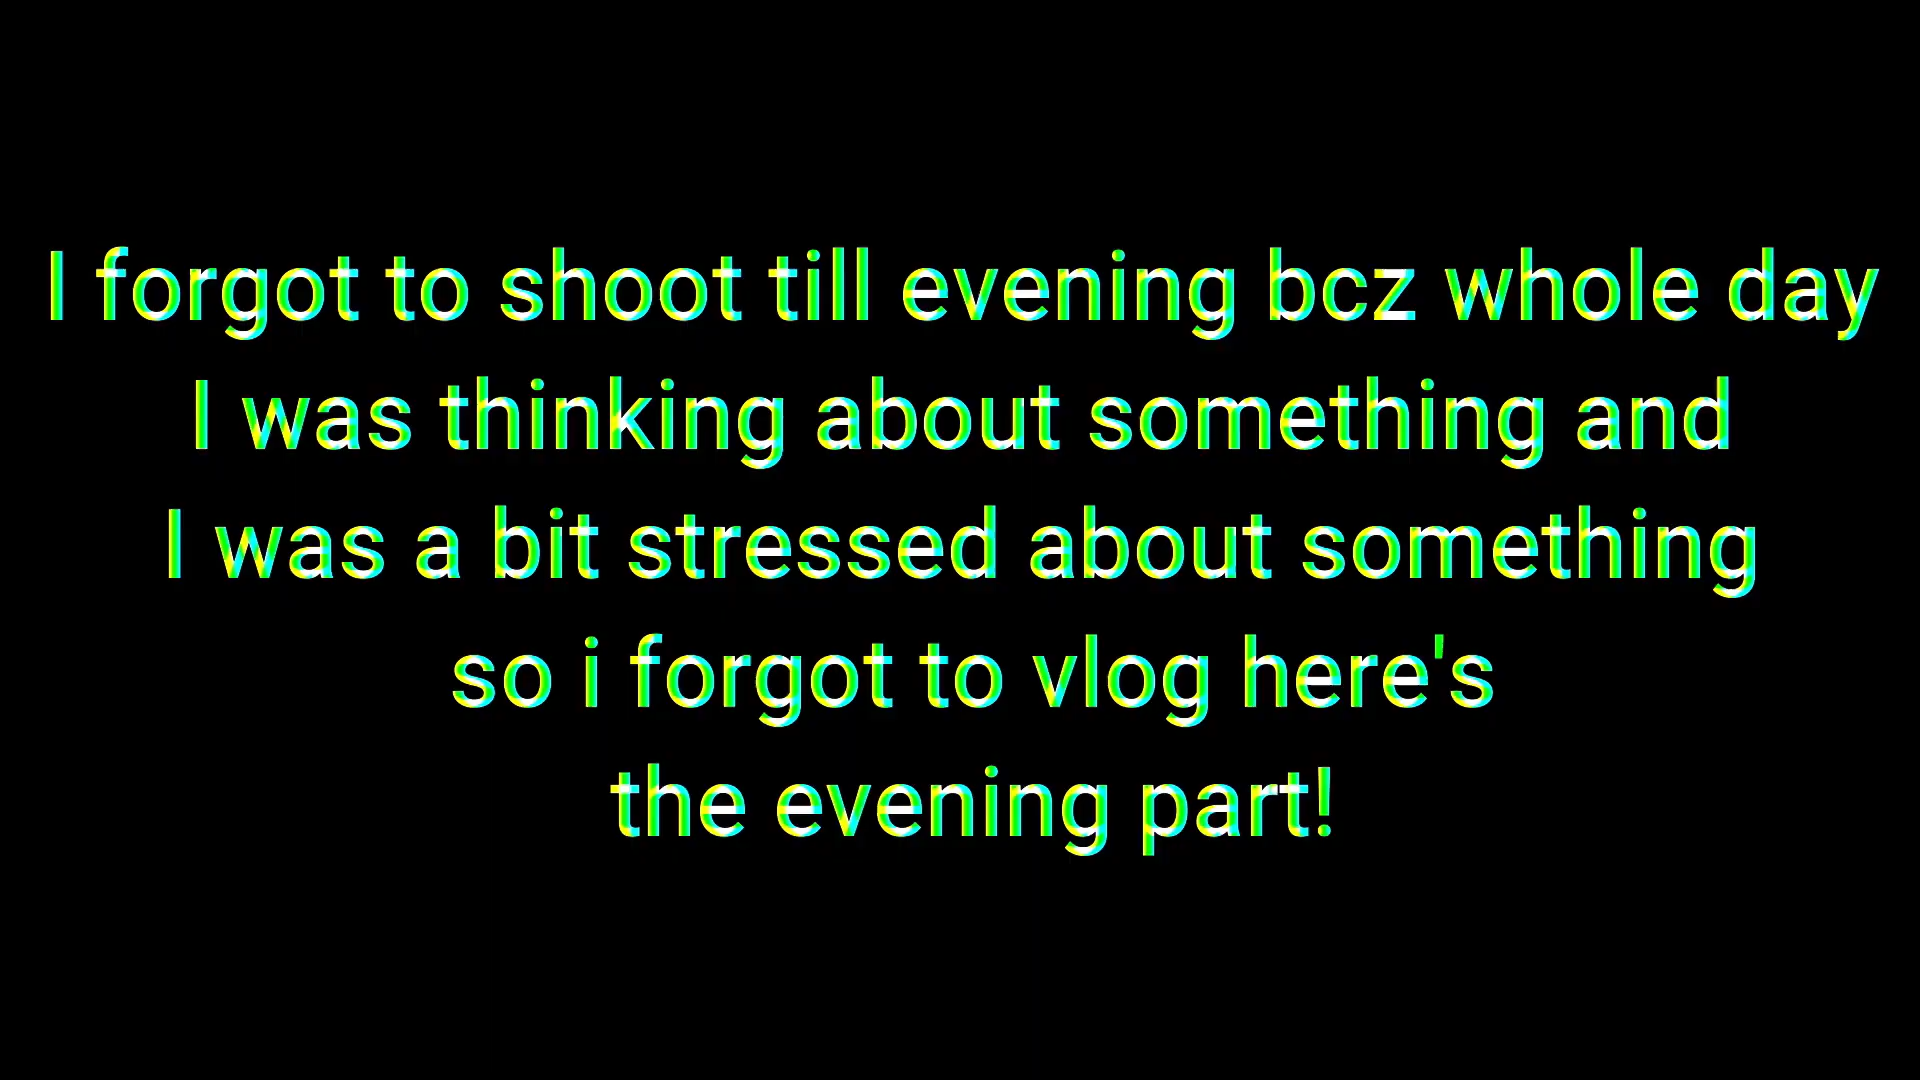 I forgot to shoot till evening bcz whole day
I was thinking about something and
I was a bit stressed about something
so i forgot to vlog here's
the evening part!